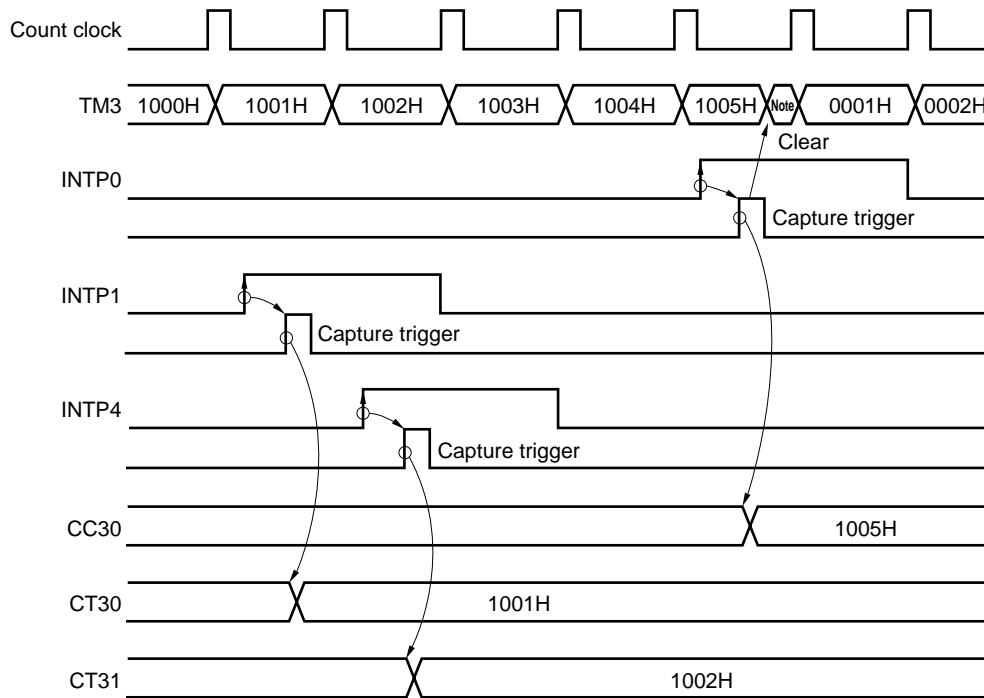 Count clock
TM3 1000H 1001H 1002H 1003H 1004H 1005H Note 0001H 0002H
Clear
INTP0
Capture trigger
INTP1
Capture trigger
INTP4
Capture trigger
CC30 1005H
CT30 1001H
CT31 1002H